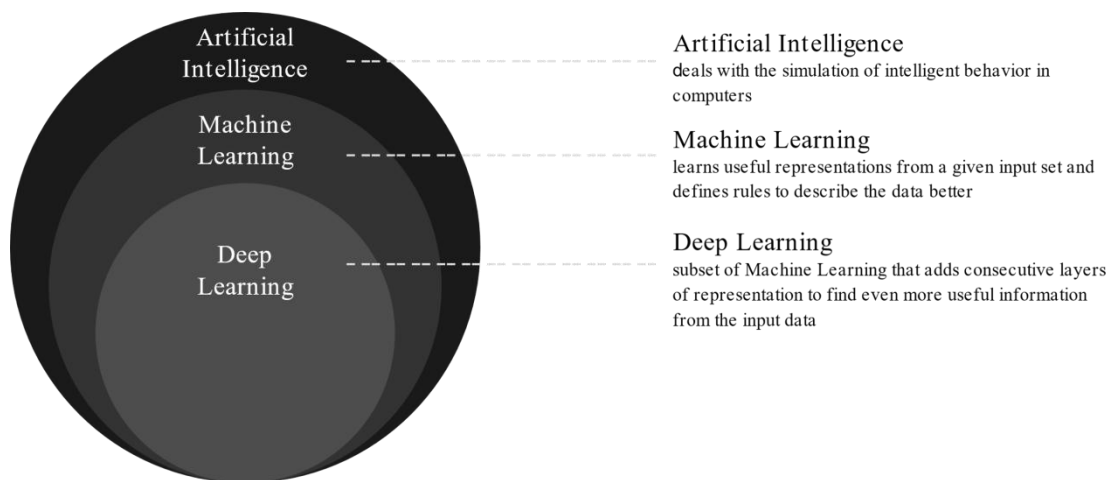 Artificial
Intelligence
Machine
Learning
Deep
Learning
Artificial Intelligence
deals with the simulation of intelligent behavior in
computers
Machine Learning
learns useful representations from a given input set and
defines rules to describe the data better
Deep Learning
subset of Machine Learning that adds consecutive layers
of representation to find even more useful information
from the input data